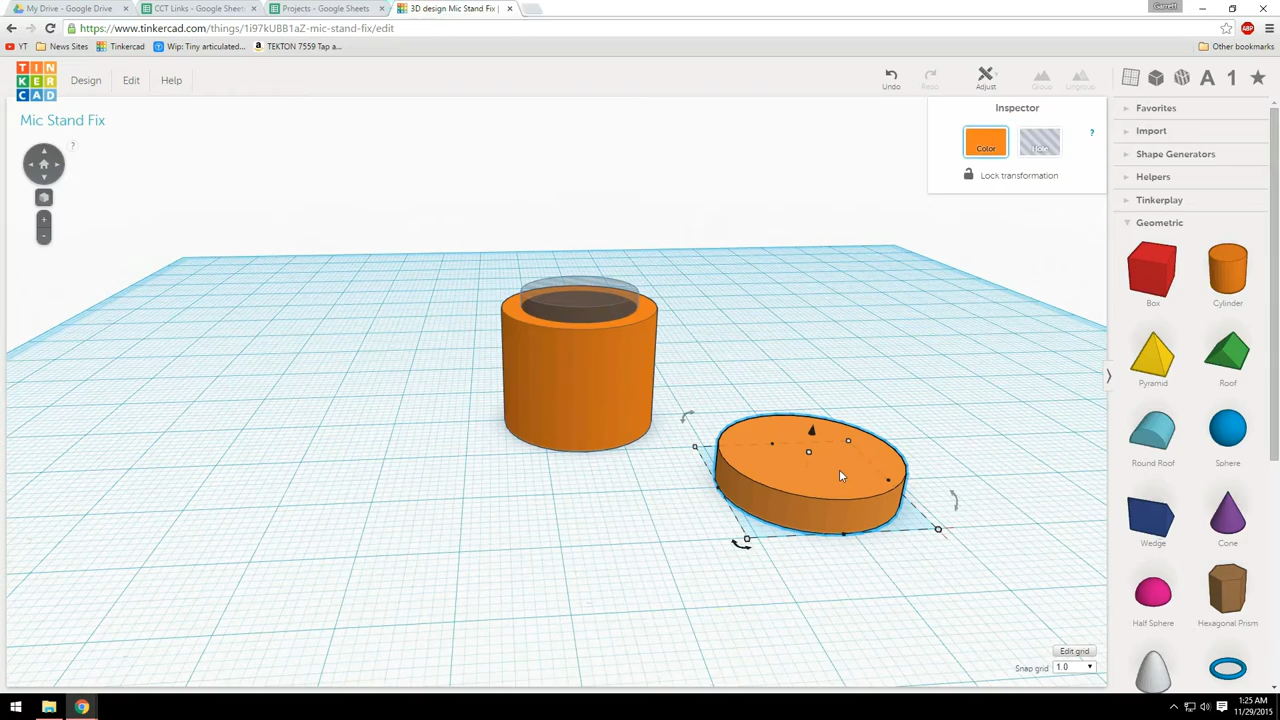 My Drive - Google Drive
CCT Links - Google Sheet
Projects - Google Sheets
3D design Mic Stand Fix |
Garrett
https://www.tinkercad.com/things/1i97kUBB1aZ-mic-stand-fix/edit
ABP
YT
News Sites
Tinkercad
Wip: Tiny articulated...
TEKTON 7559 Tap a...
Other bookmarks
TIN
KER
CAD
Design
Edit
Help
Undo
Redo
Adjust
Group
Ungroup
Mic Stand Fix
?
Inspector
Color
Hole
?
Lock transformation
Favorites
Import
Shape Generators
Helpers
Tinkerplay
Geometric
Box
Cylinder
Pyramid
Roof
Round Roof
Sphere
Wedge
Cone
Half Sphere
Hexagonal Prism
Edit grid
Snap grid 1.0
1:25 AM
11/29/2015